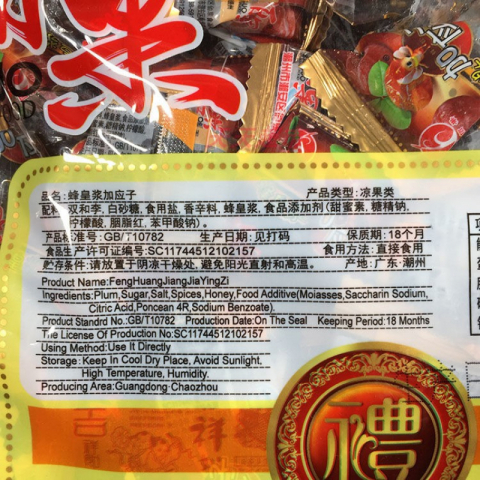 果
加
品名: 蜂皇浆加应子 产品类型: 凉果类
配料: 双和李, 白砂糖, 食用盐, 香辛料, 蜂皇浆, 食品添加剂(甜蜜素, 糖精钠,
柠檬酸, 胭脂红, 苯甲酸钠)。
产品标准号: GB/T10782 生产日期: 见打码 保质期限: 18个月
食品生产许可证编号: SC11744512102157 食用方法: 直接食用
贮存条件: 请放置于阴凉干燥处, 避免阳光直射和高温。 产地: 广东·潮州
Product Name:FengHuangJiangJiaYingZi
Ingredients:Plum,Sugar,Salt,Spices,Honey,Food Additive(Moiasses,Saccharin Sodium,
Citric Acid,Poncean 4R,Sodium Benzoate).
Product Standrd No.:GB/T10782 Production Date:On The Seal Keeping Period:18 Months
The License Of Production No.:SC11744512102157
Using Method:Use It Directly
Storage:Keep In Cool Dry Place, Avoid Sunlight,
High Temperature, Humidity.
Producing Area:Guangdong·Chaozhou
吉
祥
禮